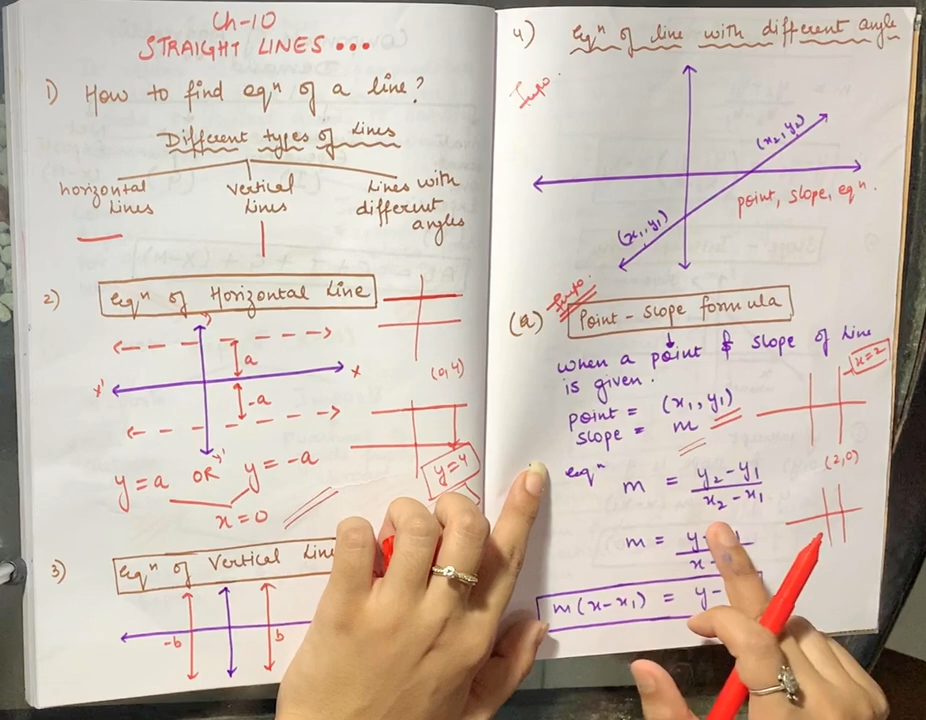 Ch-10
STRAIGHT LINES...
1) How to find eqⁿ of a line?
Different types of Lines
horizontal Lines
Vertical Lines
Lines with different angles
2) Eqⁿ of Horizontal Line
a
x' x
-a
y'
y=a OR y=-a
x=0
(0,4)
y=4
3) Eqⁿ of Vertical Line
-b b
4) Eqⁿ of line with different angle
Impo.
(x₂,y₂)
(x₁,y₁)
point, slope, eqⁿ.
Impo.
(a) Point-slope formula
when a point & slope of line
is given.
x=2
point = (x₁,y₁)
slope = m
(2,0)
eqⁿ m = y₂-y₁ / x₂-x₁
m = y- / x-
m(x-x₁) = y-